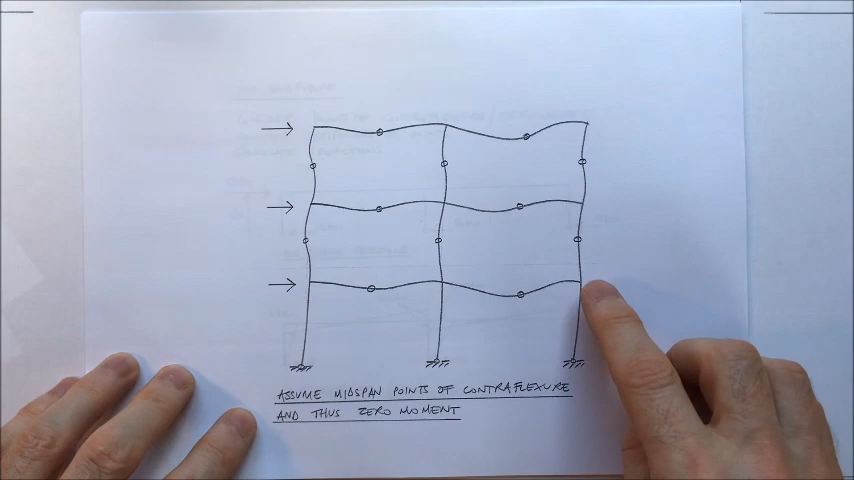 ASSUME MIDSPAN POINTS OF CONTRAFLEXURE
AND THUS ZERO MOMENT